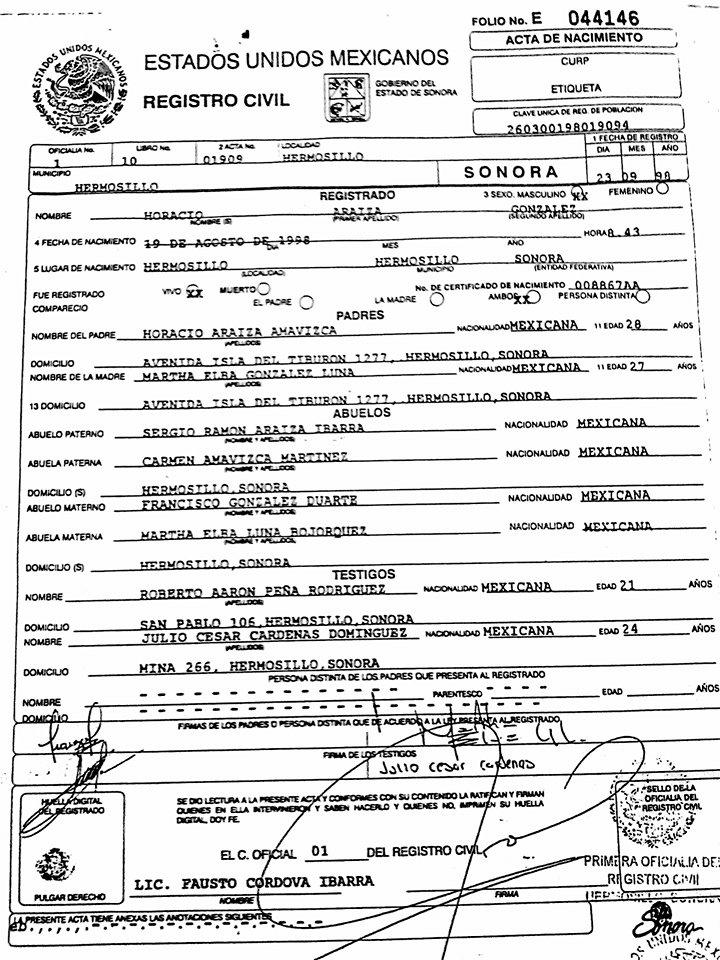 FOLIO No. E 044146
ACTA DE NACIMIENTO
ESTADOS UNIDOS MEXICANOS
ESTADOS UNIDOS MEXICANOS
CURP
GOBIERNO DEL
ESTADO DE SONORA
REGISTRO CIVIL
ETIQUETA
CLAVE UNICA DE REG. DE POBLACION
260300198019094
OFICIALIA No. LIBRO No. 2 ACTA No. LOCALIDAD 1 FECHA DE REGISTRO
1 10 01909 HERMOSILLO DIA MES AÑO
MUNICIPIO SONORA 23 09 98
HERMOSILLO
REGISTRADO 3 SEXO. MASCULINO XX FEMENINO
NOMBRE HORACIO ARAIZA GONZALEZ
NOMBRE (S) (PRIMER APELLIDO) (SEGUNDO APELLIDO)
4 FECHA DE NACIMIENTO 19 DE AGOSTO DE 1998 HORA 8.43
DIA MES AÑO
5 LUGAR DE NACIMIENTO HERMOSILLO HERMOSILLO SONORA
(LOCALIDAD) MUNICIPIO (ENTIDAD FEDERATIVA)
FUE REGISTRADO VIVO XX MUERTO No. DE CERTIFICADO DE NACIMIENTO 008867AA
COMPARECIO EL PADRE LA MADRE AMBOS XX PERSONA DISTINTA
PADRES
NOMBRE DEL PADRE HORACIO ARAIZA AMAVIZCA NACIONALIDAD MEXICANA 11 EDAD 28 AÑOS
(APELLIDOS)
DOMICILIO AVENIDA ISLA DEL TIBURON 1277, HERMOSILLO,SONORA
NOMBRE DE LA MADRE MARTHA ELBA GONZALEZ LUNA NACIONALIDAD MEXICANA 11 EDAD 27 AÑOS
(APELLIDOS)
13 DOMICILIO AVENIDA ISLA DEL TIBURON 1277, HERMOSILLO,SONORA
ABUELOS
ABUELO PATERNO SERGIO RAMON ARAIZA IBARRA NACIONALIDAD MEXICANA
(NOMBRE Y APELLIDOS)
ABUELA PATERNA CARMEN AMAVIZCA MARTINEZ NACIONALIDAD MEXICANA
(NOMBRE Y APELLIDOS)
DOMICILIO (S) HERMOSILLO,SONORA
ABUELO MATERNO FRANCISCO GONZALEZ DUARTE NACIONALIDAD MEXICANA
(NOMBRE Y APELLIDOS)
ABUELA MATERNA MARTHA ELBA LUNA BOJORQUEZ NACIONALIDAD MEXICANA
(NOMBRE Y APELLIDOS)
DOMICILIO (S) HERMOSILLO,SONORA
TESTIGOS
NOMBRE ROBERTO AARON PEÑA RODRIGUEZ NACIONALIDAD MEXICANA EDAD 21 AÑOS
(APELLIDOS)
DOMICILIO SAN PABLO 106,HERMOSILLO,SONORA
NOMBRE JULIO CESAR CARDENAS DOMINGUEZ NACIONALIDAD MEXICANA EDAD 24 AÑOS
(APELLIDOS)
DOMICILIO MINA 266, HERMOSILLO,SONORA
PERSONA DISTINTA DE LOS PADRES QUE PRESENTA AL REGISTRADO
NOMBRE PARENTESCO EDAD AÑOS
DOMICILIO
FIRMAS DE LOS PADRES O PERSONA DISTINTA QUE DE ACUERDO A LA LEY PRESENTA AL REGISTRADO
FIRMA DE LOS TESTIGOS
Julio cesar cardenas
HUELLA DIGITAL
DEL REGISTRADO
SE DIO LECTURA A LA PRESENTE ACTA Y CONFORMES CON SU CONTENIDO LA RATIFICAN Y FIRMAN
QUIENES EN ELLA INTERVINIERON Y SABEN HACERLO Y QUIENES NO, IMPRIMEN SU HUELLA
DIGITAL, DOY FE.
SELLO DE LA
OFICIALIA DEL
REGISTRO CIVIL
EL C. OFICIAL 01 DEL REGISTRO CIVIL
PRIMERA OFICIALIA DE
REGISTRO CIVIL
LIC. FAUSTO CORDOVA IBARRA
PULGAR DERECHO NOMBRE FIRMA
LA PRESENTE ACTA TIENE ANEXAS LAS ANOTACIONES SIGUIENTES
eb
Sonora